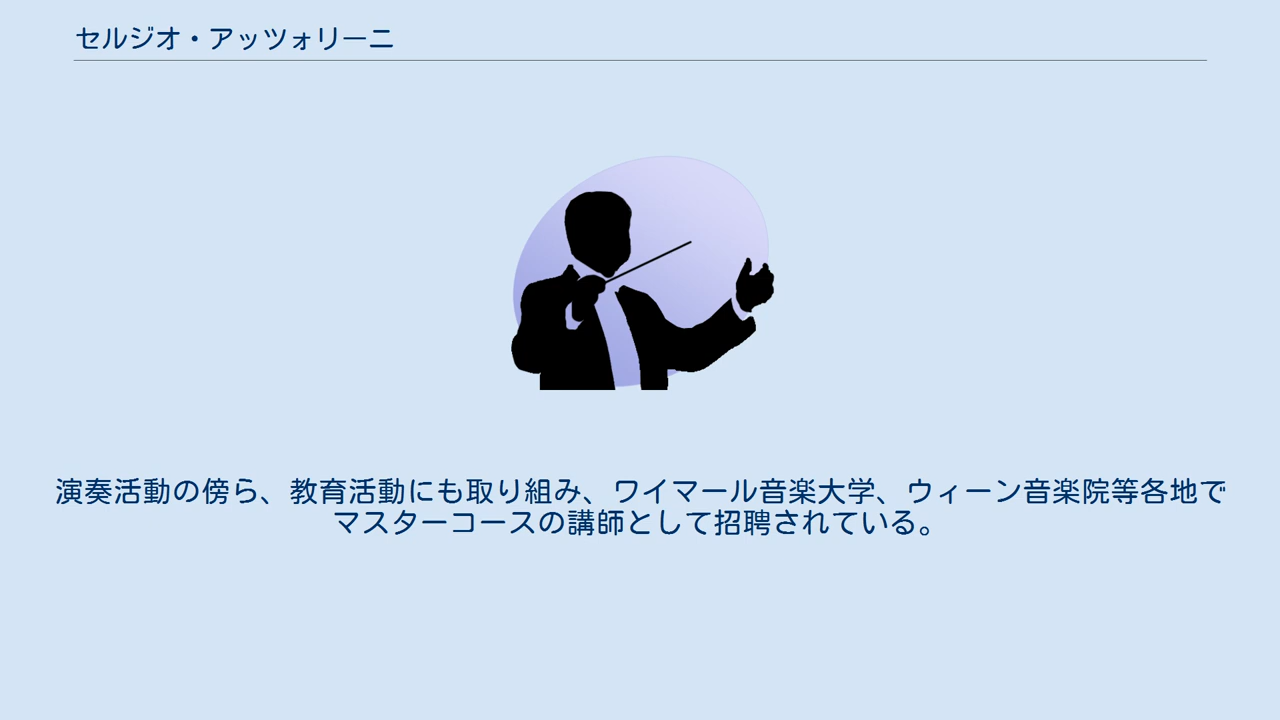 セルジオ・アッツォリーニ
演奏活動の傍ら、教育活動にも取り組み、ワイマール音楽大学、ウィーン音楽院等各地で
マスターコースの講師として招聘されている。